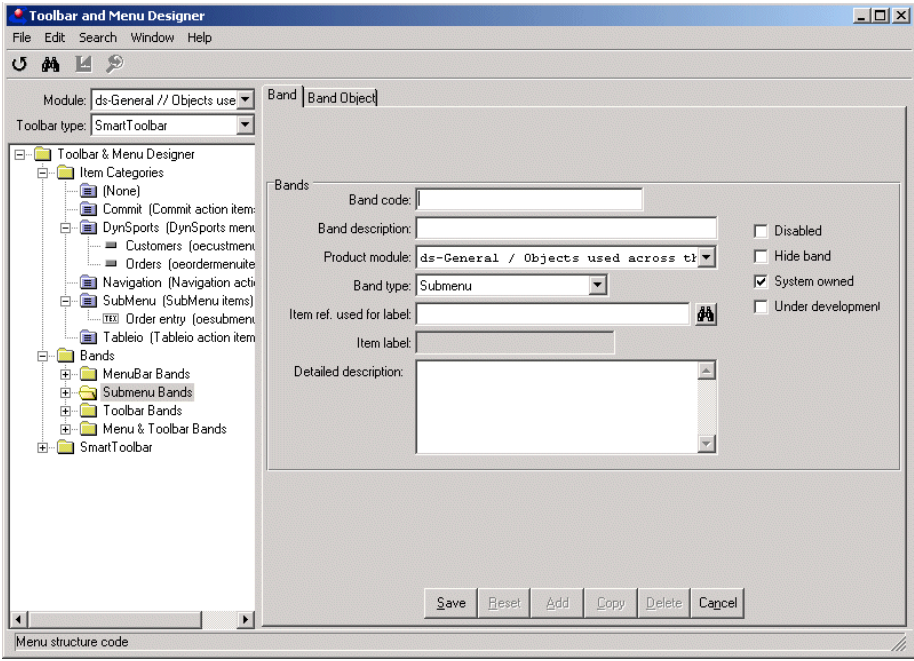 Toolbar and Menu Designer
File Edit Search Window Help
Module: ds-General // Objects use
Toolbar type: SmartToolbar
Toolbar & Menu Designer
Item Categories
(None)
Commit (Commit action item
DynSports (DynSports menu
Customers (oecustmenu
Orders (oeordermenuite
Navigation (Navigation acti
SubMenu (SubMenu items)
TEX Order entry (oesubmenu
Tableio (Tableio action item
Bands
MenuBar Bands
Submenu Bands
Toolbar Bands
Menu & Toolbar Bands
SmartToolbar
Band Band Object
Bands
Band code:
Band description:
Product module: ds-General / Objects used across th
Band type: Submenu
Item ref. used for label:
Item label:
Detailed description:
Disabled
Hide band
System owned
Under development
Save Reset Add Copy Delete Cancel
Menu structure code